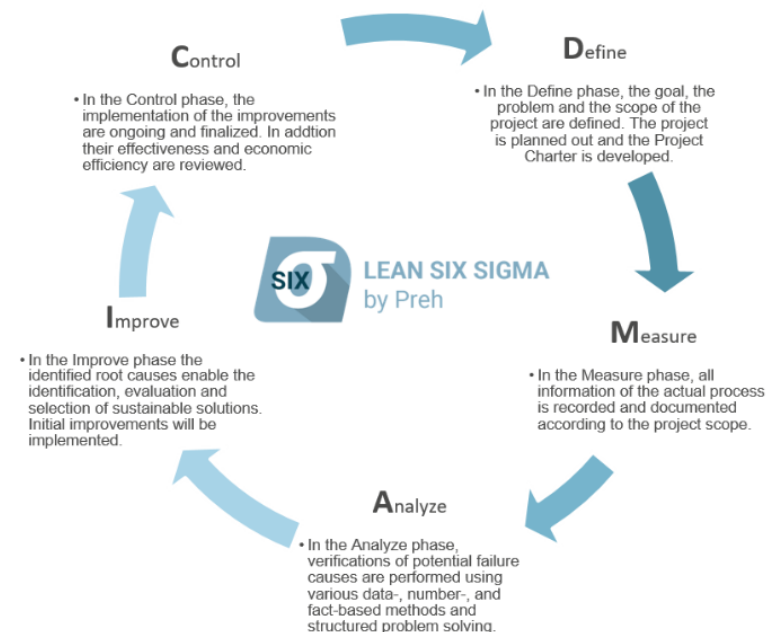 Control
• In the Control phase, the
implementation of the improvements
are ongoing and finalized. In addtion
their effectiveness and economic
efficiency are reviewed.
Define
• In the Define phase, the goal, the
problem and the scope of the
project are defined. The project
is planned out and the Project
Charter is developed.
SIX σ
LEAN SIX SIGMA
by Preh
Measure
• In the Measure phase, all
information of the actual process
is recorded and documented
according to the project scope.
Analyze
• In the Analyze phase,
verifications of potential failure
causes are performed using
various data-, number-, and
fact-based methods and
structured problem solving.
Improve
• In the Improve phase the
identified root causes enable the
identification, evaluation and
selection of sustainable solutions.
Initial improvements will be
implemented.